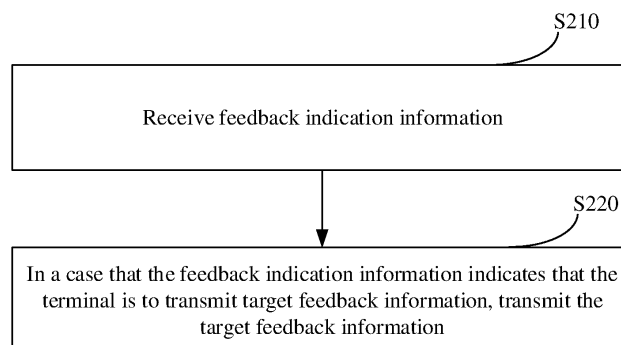 S210
Receive feedback indication information
S220
In a case that the feedback indication information indicates that the
terminal is to transmit target feedback information, transmit the
target feedback information